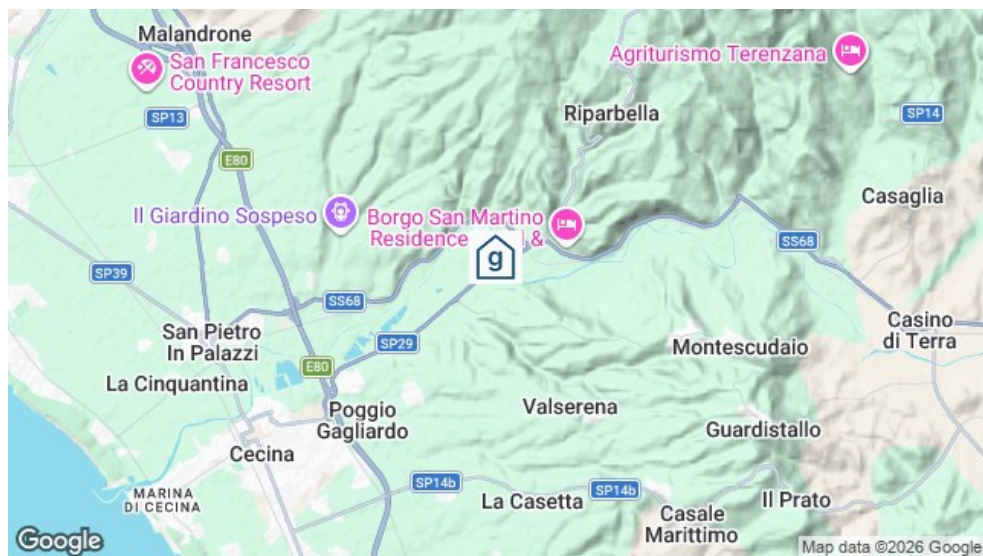 Malandrone
San Francesco
Country Resort
Agriturismo Terenzana
SP13
Riparbella
SP14
E80
Casaglia
Il Giardino Sospeso
Borgo San Martino
Residence
&
SS68
SP39
g
SS68
San Pietro
In Palazzi
SP29
Casino
di Terra
Montescudaio
E80
La Cinquantina
Poggio
Gagliardo
Valserena
Guardistallo
Cecina
SP14b
SP14b
MARINA
DI CECINA
La Casetta
Il Prato
Casale
Marittimo
Google
Map data ©2026 Google